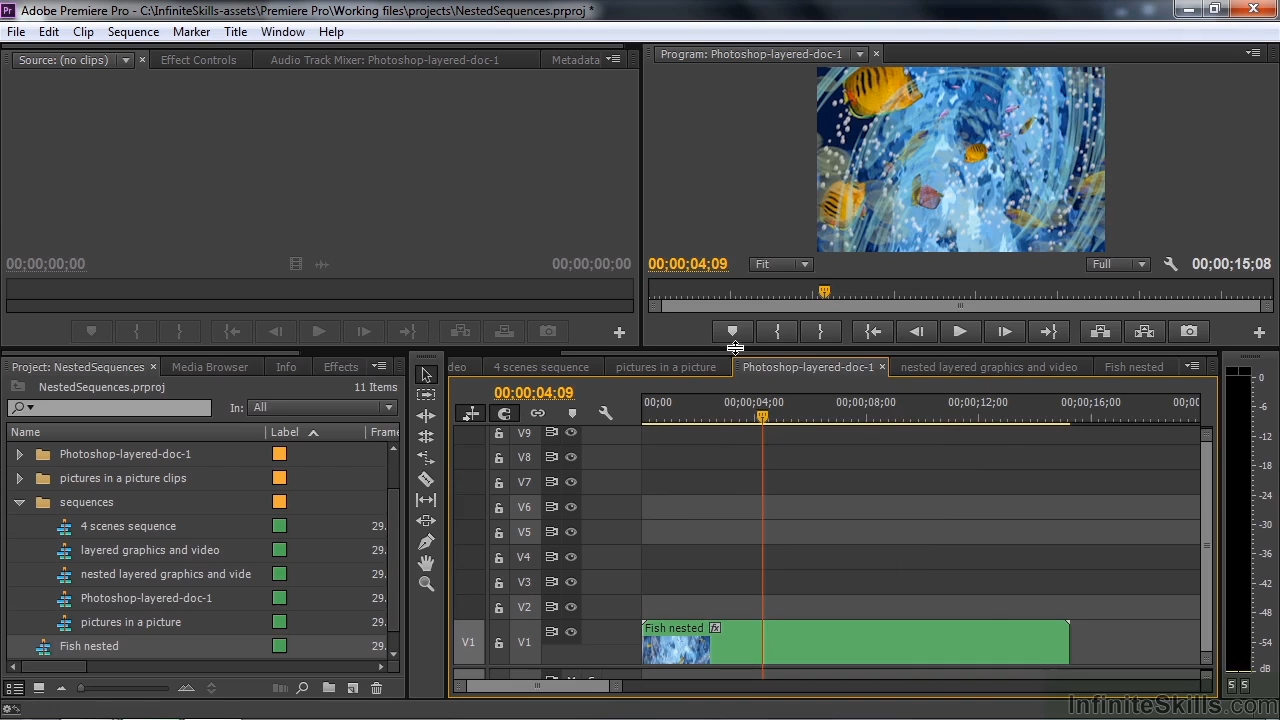 Pr Adobe Premiere Pro - C:\InfiniteSkills-assets\Premiere Pro\Working files\projects\NestedSequences.prproj *
File Edit Clip Sequence Marker Title Window Help
Source: (no clips) Effect Controls Audio Track Mixer: Photoshop-layered-doc-1 Metadata
Program: Photoshop-layered-doc-1
00;00;00;00 00;00;00;00
00;00;04;09 Fit Full 00;00;15;08
Project: NestedSequences Media Browser Info Effects
NestedSequences.prproj 11 Items
In: All
Name Label Frame
Photoshop-layered-doc-1
pictures in a picture clips
sequences
4 scenes sequence 29.
layered graphics and video 29.
nested layered graphics and vide 29.
Photoshop-layered-doc-1 29.
pictures in a picture 29.
Fish nested 29.
deo 4 scenes sequence pictures in a picture Photoshop-layered-doc-1 nested layered graphics and video Fish nested
00;00;04;09
00;00 00;00;04;00 00;00;08;00 00;00;12;00 00;00;16;00 00;00
V9
V8
V7
V6
V5
V4
V3
V2
V1 V1
Fish nested fx
0
-6
-12
-18
-24
-30
-36
-42
-48
-54
dB
S S
InfiniteSkills.com